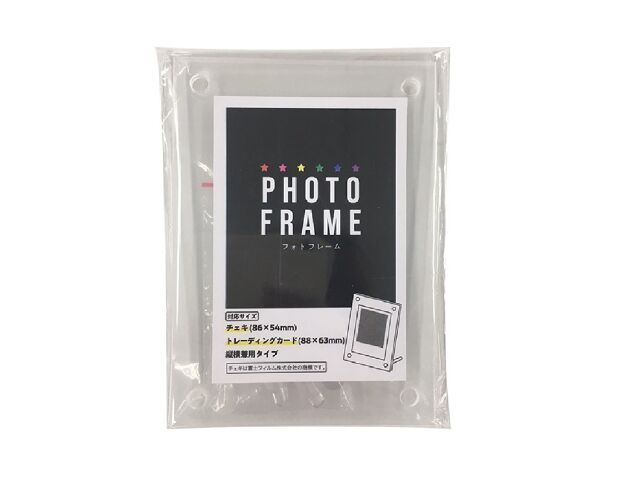 PHOTO
FRAME
フォトフレーム
対応サイズ
チェキ(86×54mm)
トレーディングカード(88×63mm)
縦横兼用タイプ
チェキは富士フィルム株式会社の商標です。